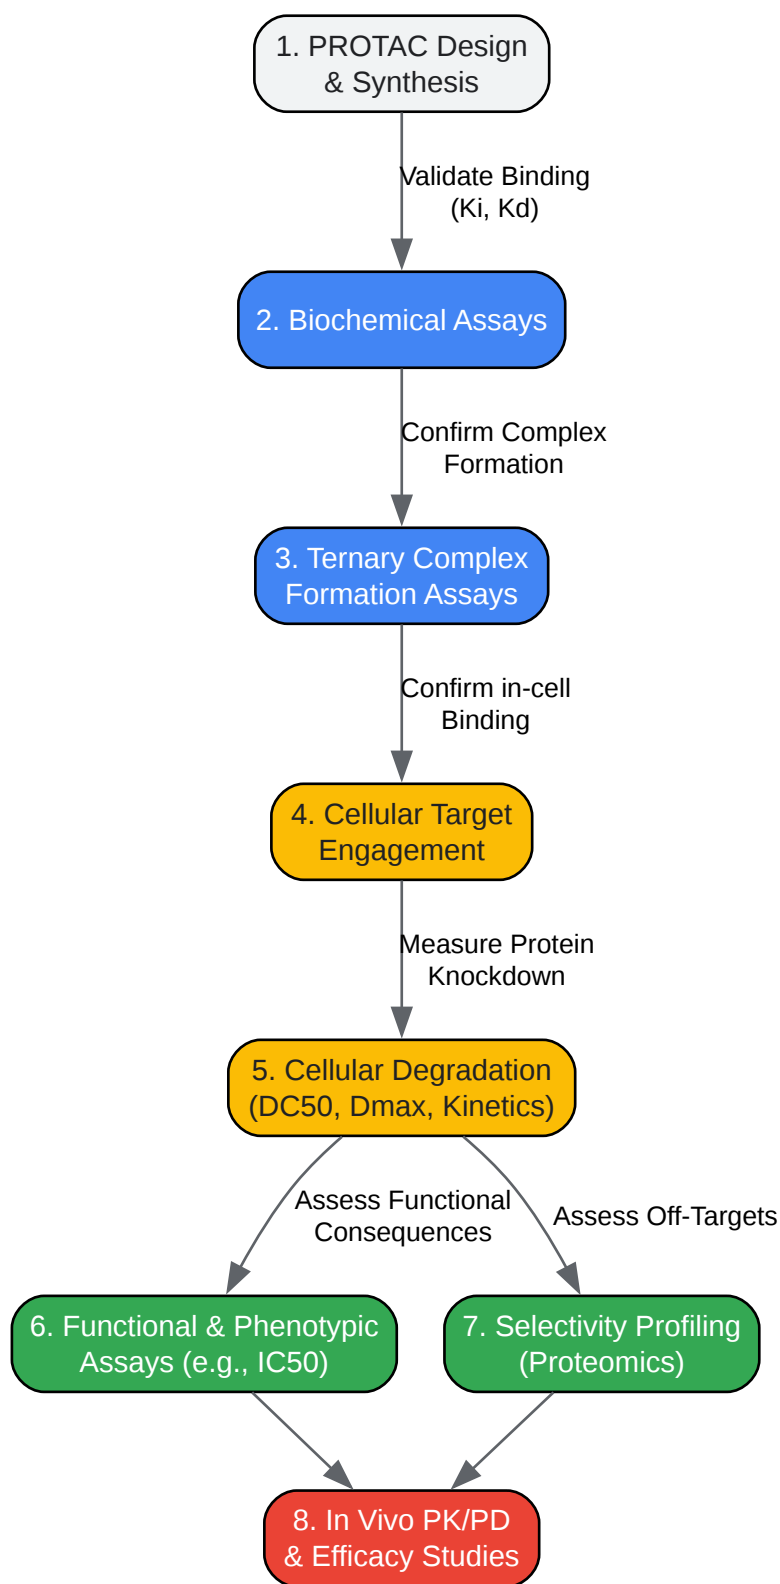 1. PROTAC Design
& Synthesis
Validate Binding
(Ki, Kd)
2. Biochemical Assays
Confirm Complex
Formation
3. Ternary Complex
Formation Assays
Confirm in-cell
Binding
4. Cellular Target
Engagement
Measure Protein
Knockdown
5. Cellular Degradation
(DC50, Dmax, Kinetics)
Assess Functional
Consequences
Assess Off-Targets
6. Functional & Phenotypic
Assays (e.g., IC50)
7. Selectivity Profiling
(Proteomics)
8. In Vivo PK/PD
& Efficacy Studies